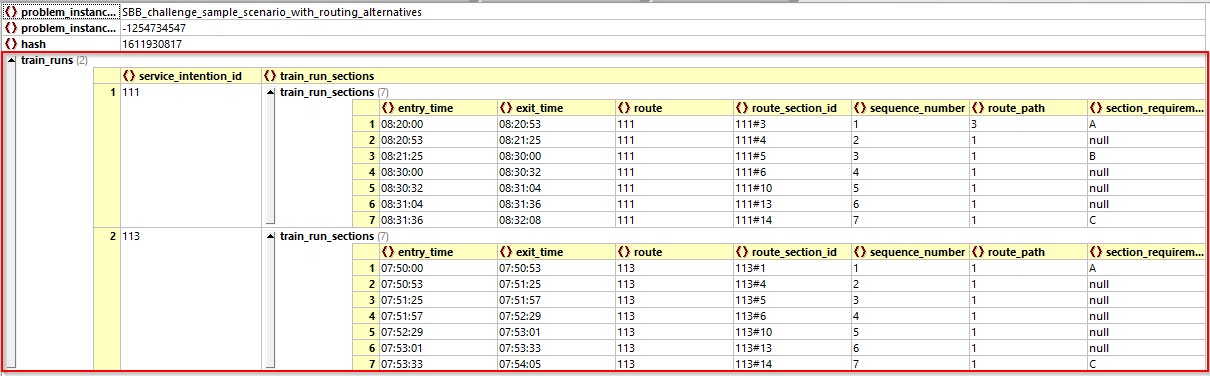 problem_instanc... SBB_challenge_sample_scenario_with_routing_alternatives
problem_instanc... -1254734547
hash 1611930817
train_runs (2)
service_intention_id train_run_sections
1 111 train_run_sections (7)
entry_time exit_time route route_section_id sequence_number route_path section_requirem...
1 08:20:00 08:20:53 111 111#3 1 3 A
2 08:20:53 08:21:25 111 111#4 2 1 null
3 08:21:25 08:30:00 111 111#5 3 1 B
4 08:30:00 08:30:32 111 111#6 4 1 null
5 08:30:32 08:31:04 111 111#10 5 1 null
6 08:31:04 08:31:36 111 111#13 6 1 null
7 08:31:36 08:32:08 111 111#14 7 1 C
2 113 train_run_sections (7)
entry_time exit_time route route_section_id sequence_number route_path section_requirem...
1 07:50:00 07:50:53 113 113#1 1 1 A
2 07:50:53 07:51:25 113 113#4 2 1 null
3 07:51:25 07:51:57 113 113#5 3 1 null
4 07:51:57 07:52:29 113 113#6 4 1 null
5 07:52:29 07:53:01 113 113#10 5 1 null
6 07:53:01 07:53:33 113 113#13 6 1 null
7 07:53:33 07:54:05 113 113#14 7 1 C